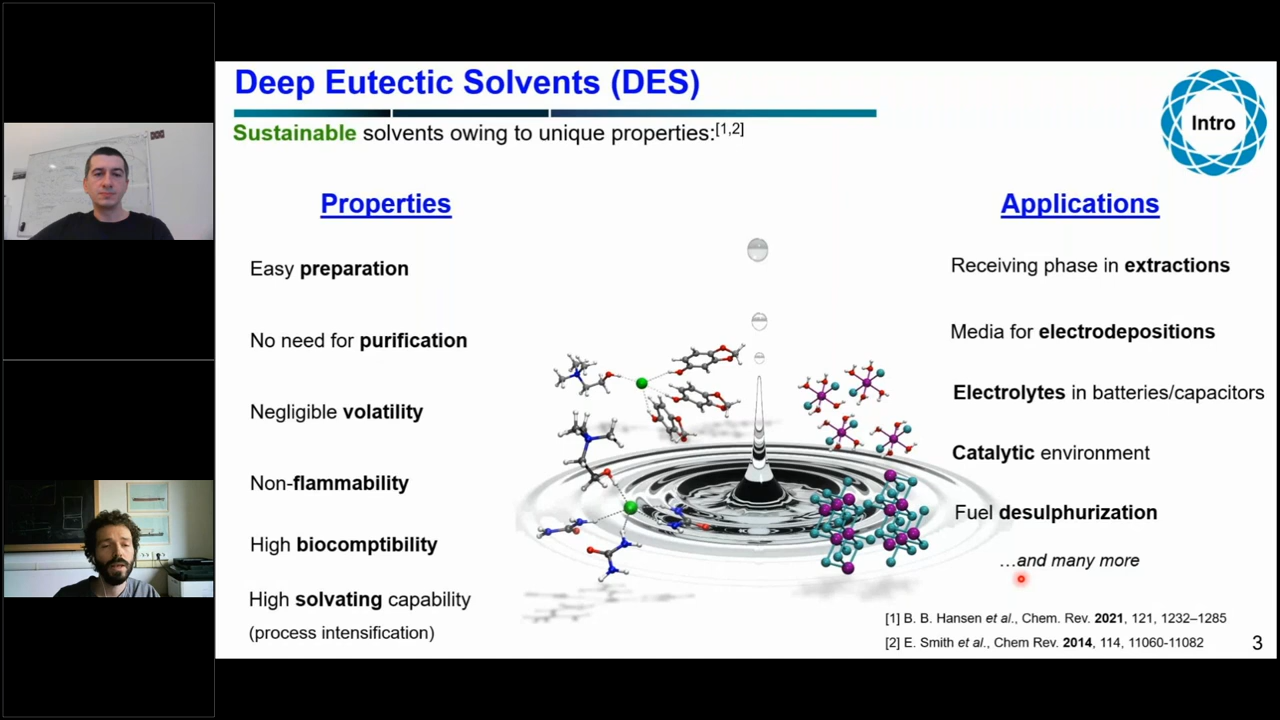 Deep Eutectic Solvents (DES)
Intro
Sustainable solvents owing to unique properties:[1,2]
Properties
Easy preparation
No need for purification
Negligible volatility
Non-flammability
High biocomptibility
High solvating capability
(process intensification)
Applications
Receiving phase in extractions
Media for electrodepositions
Electrolytes in batteries/capacitors
Catalytic environment
Fuel desulphurization
…and many more
[1] B. B. Hansen et al., Chem. Rev. 2021, 121, 1232–1285
[2] E. Smith et al., Chem Rev. 2014, 114, 11060-11082
3